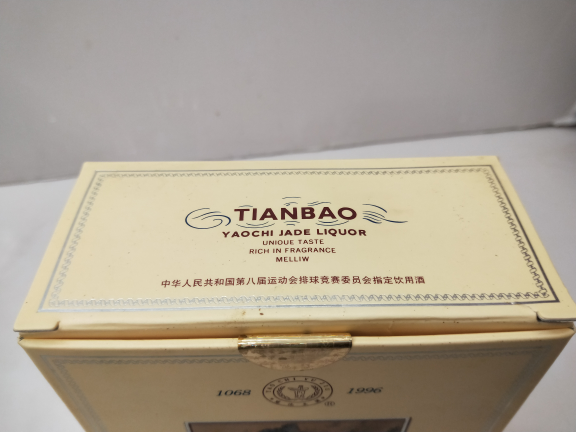 TIANBAO
YAOCHI JADE LIQUOR
UNIOUE TASTE
RICH IN FRAGRANCE
MELLIW
中华人民共和国第八届运动会排球竞赛委员会指定饮用酒
1068 1996